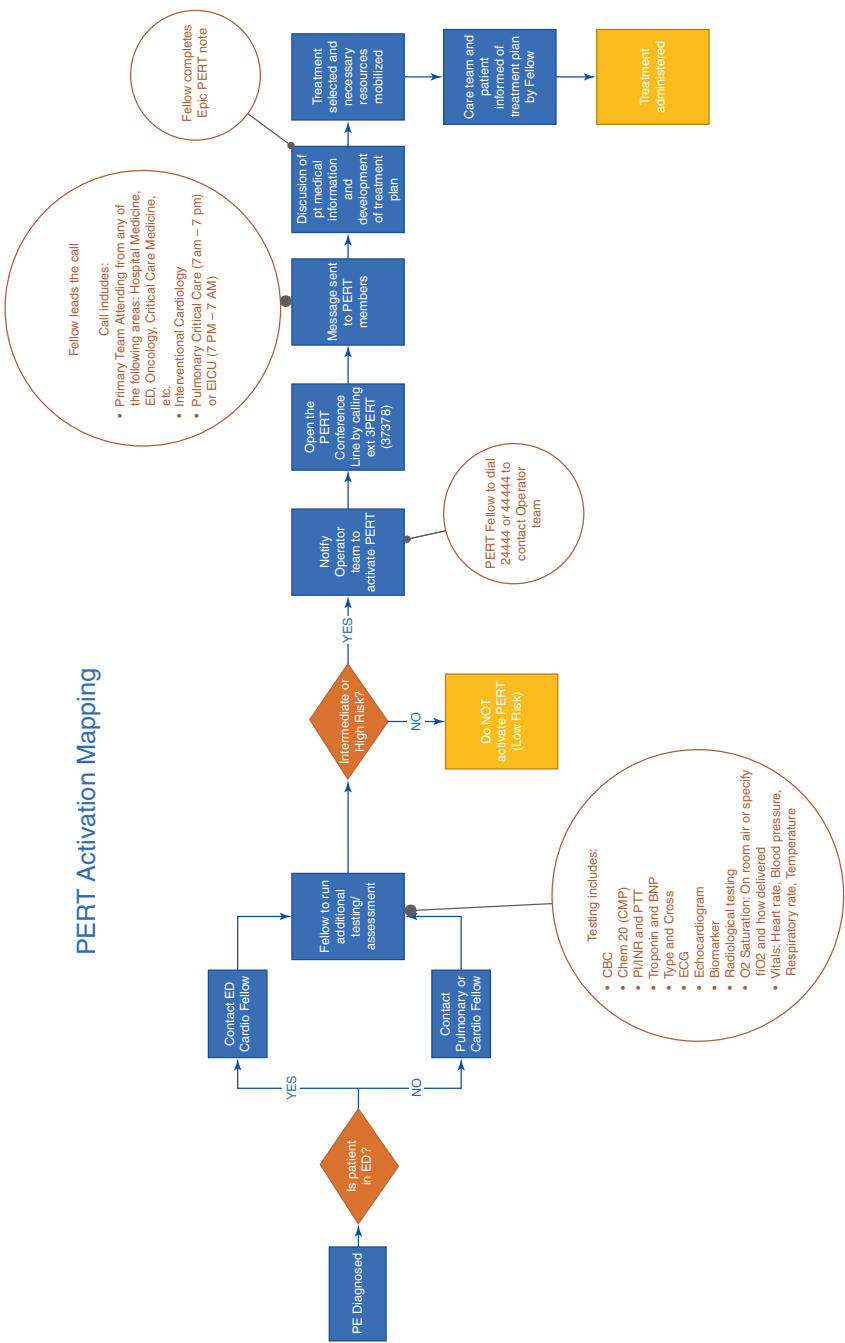 PERT Activation Mapping
PE Diagnosed
Is patient
in ED?
YES
NO
Contact ED
Cardio Fellow
Contact
Pulmonary or
Cardio Fellow
Fellow to run
additional
testing/
assessment
Testing includes:
• CBC
• Chem 20 (CMP)
• PI/INR and PTT
• Troponin and BNP
• Type and Cross
• ECG
• Echocardiogram
• Biomarker
• Radiological testing
• O2 Saturation: On room air or specify
fiO2 and how delivered
• Vitals: Heart rate, Blood pressure,
Respiratory rate, Temperature
Intermediate or
High Risk?
YES
NO
Do NOT
activate PERT
(Low Risk)
Notify
Operator
team to
activate PERT
PERT Fellow to dial
24444 or 44444 to
contact Operator
team
Open the
PERT
Conference
Line by calling
ext 3PERT
(37378)
Message sent
to PERT
members
Fellow leads the call
Call indudes:
• Primary Team Attending from any of
the following areas: Hospital Medicine,
ED, Oncology, Critical Care Medicine,
etc.
• Interventional Cardiology
• Pulmonary Critical Care (7am – 7 pm)
or EICU (7 PM – 7 AM)
Discusion of
pt medical
information
and
development
of treatment
plan
Fellow completes
Epic PERT note
Treatment
selected and
necessary
resources
mobilized
Care team and
patient
informed of
treatment plan
by Fellow
Treatment
administered